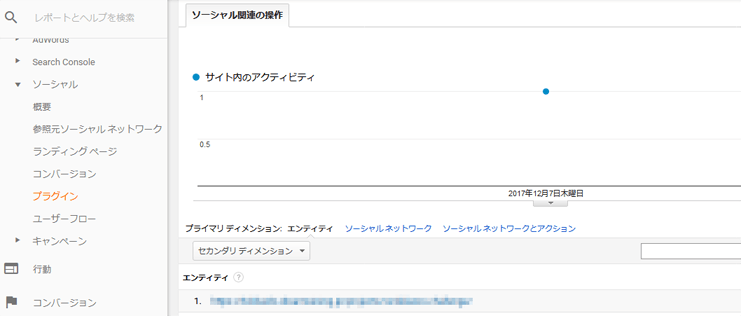 レポートとヘルプを検索
AdWords
Search Console
ソーシャル
概要
参照元ソーシャル ネットワーク
ランディング ページ
コンバージョン
プラグイン
ユーザーフロー
キャンペーン
行動
コンバージョン
ソーシャル関連の操作
サイト内のアクティビティ
1
0.5
2017年12月7日木曜日
プライマリ ディメンション: エンティティ ソーシャル ネットワーク ソーシャル ネットワークとアクション
セカンダリ ディメンション
エンティティ ?
1.